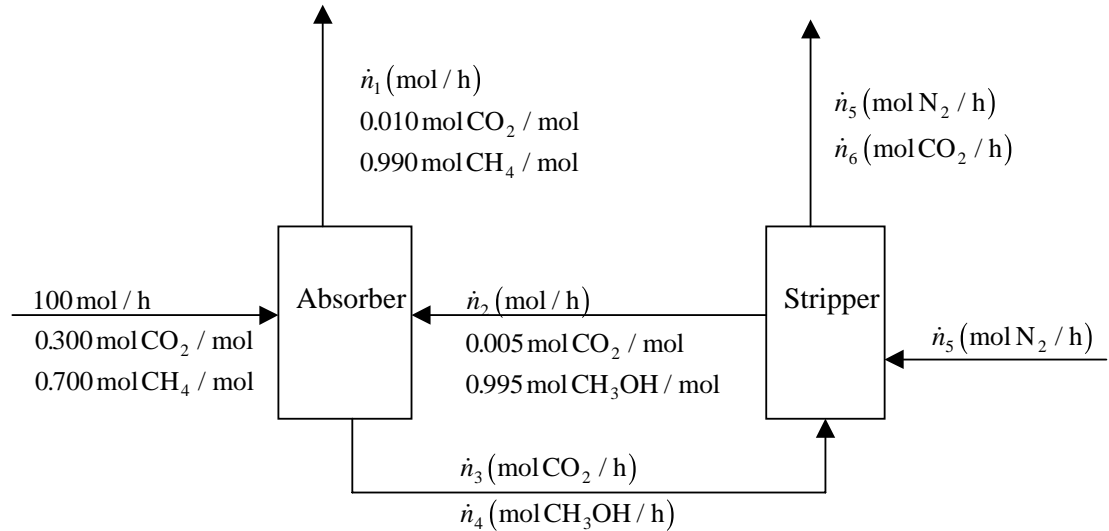 ṅ₁ (mol / h)
0.010 mol CO₂ / mol
0.990 mol CH₄ / mol
ṅ₅ (mol N₂ / h)
ṅ₆ (mol CO₂ / h)
100 mol / h
0.300 mol CO₂ / mol
0.700 mol CH₄ / mol
Absorber
ṅ₂ (mol / h)
0.005 mol CO₂ / mol
0.995 mol CH₃OH / mol
Stripper
ṅ₅ (mol N₂ / h)
ṅ₃ (mol CO₂ / h)
ṅ₄ (mol CH₃OH / h)